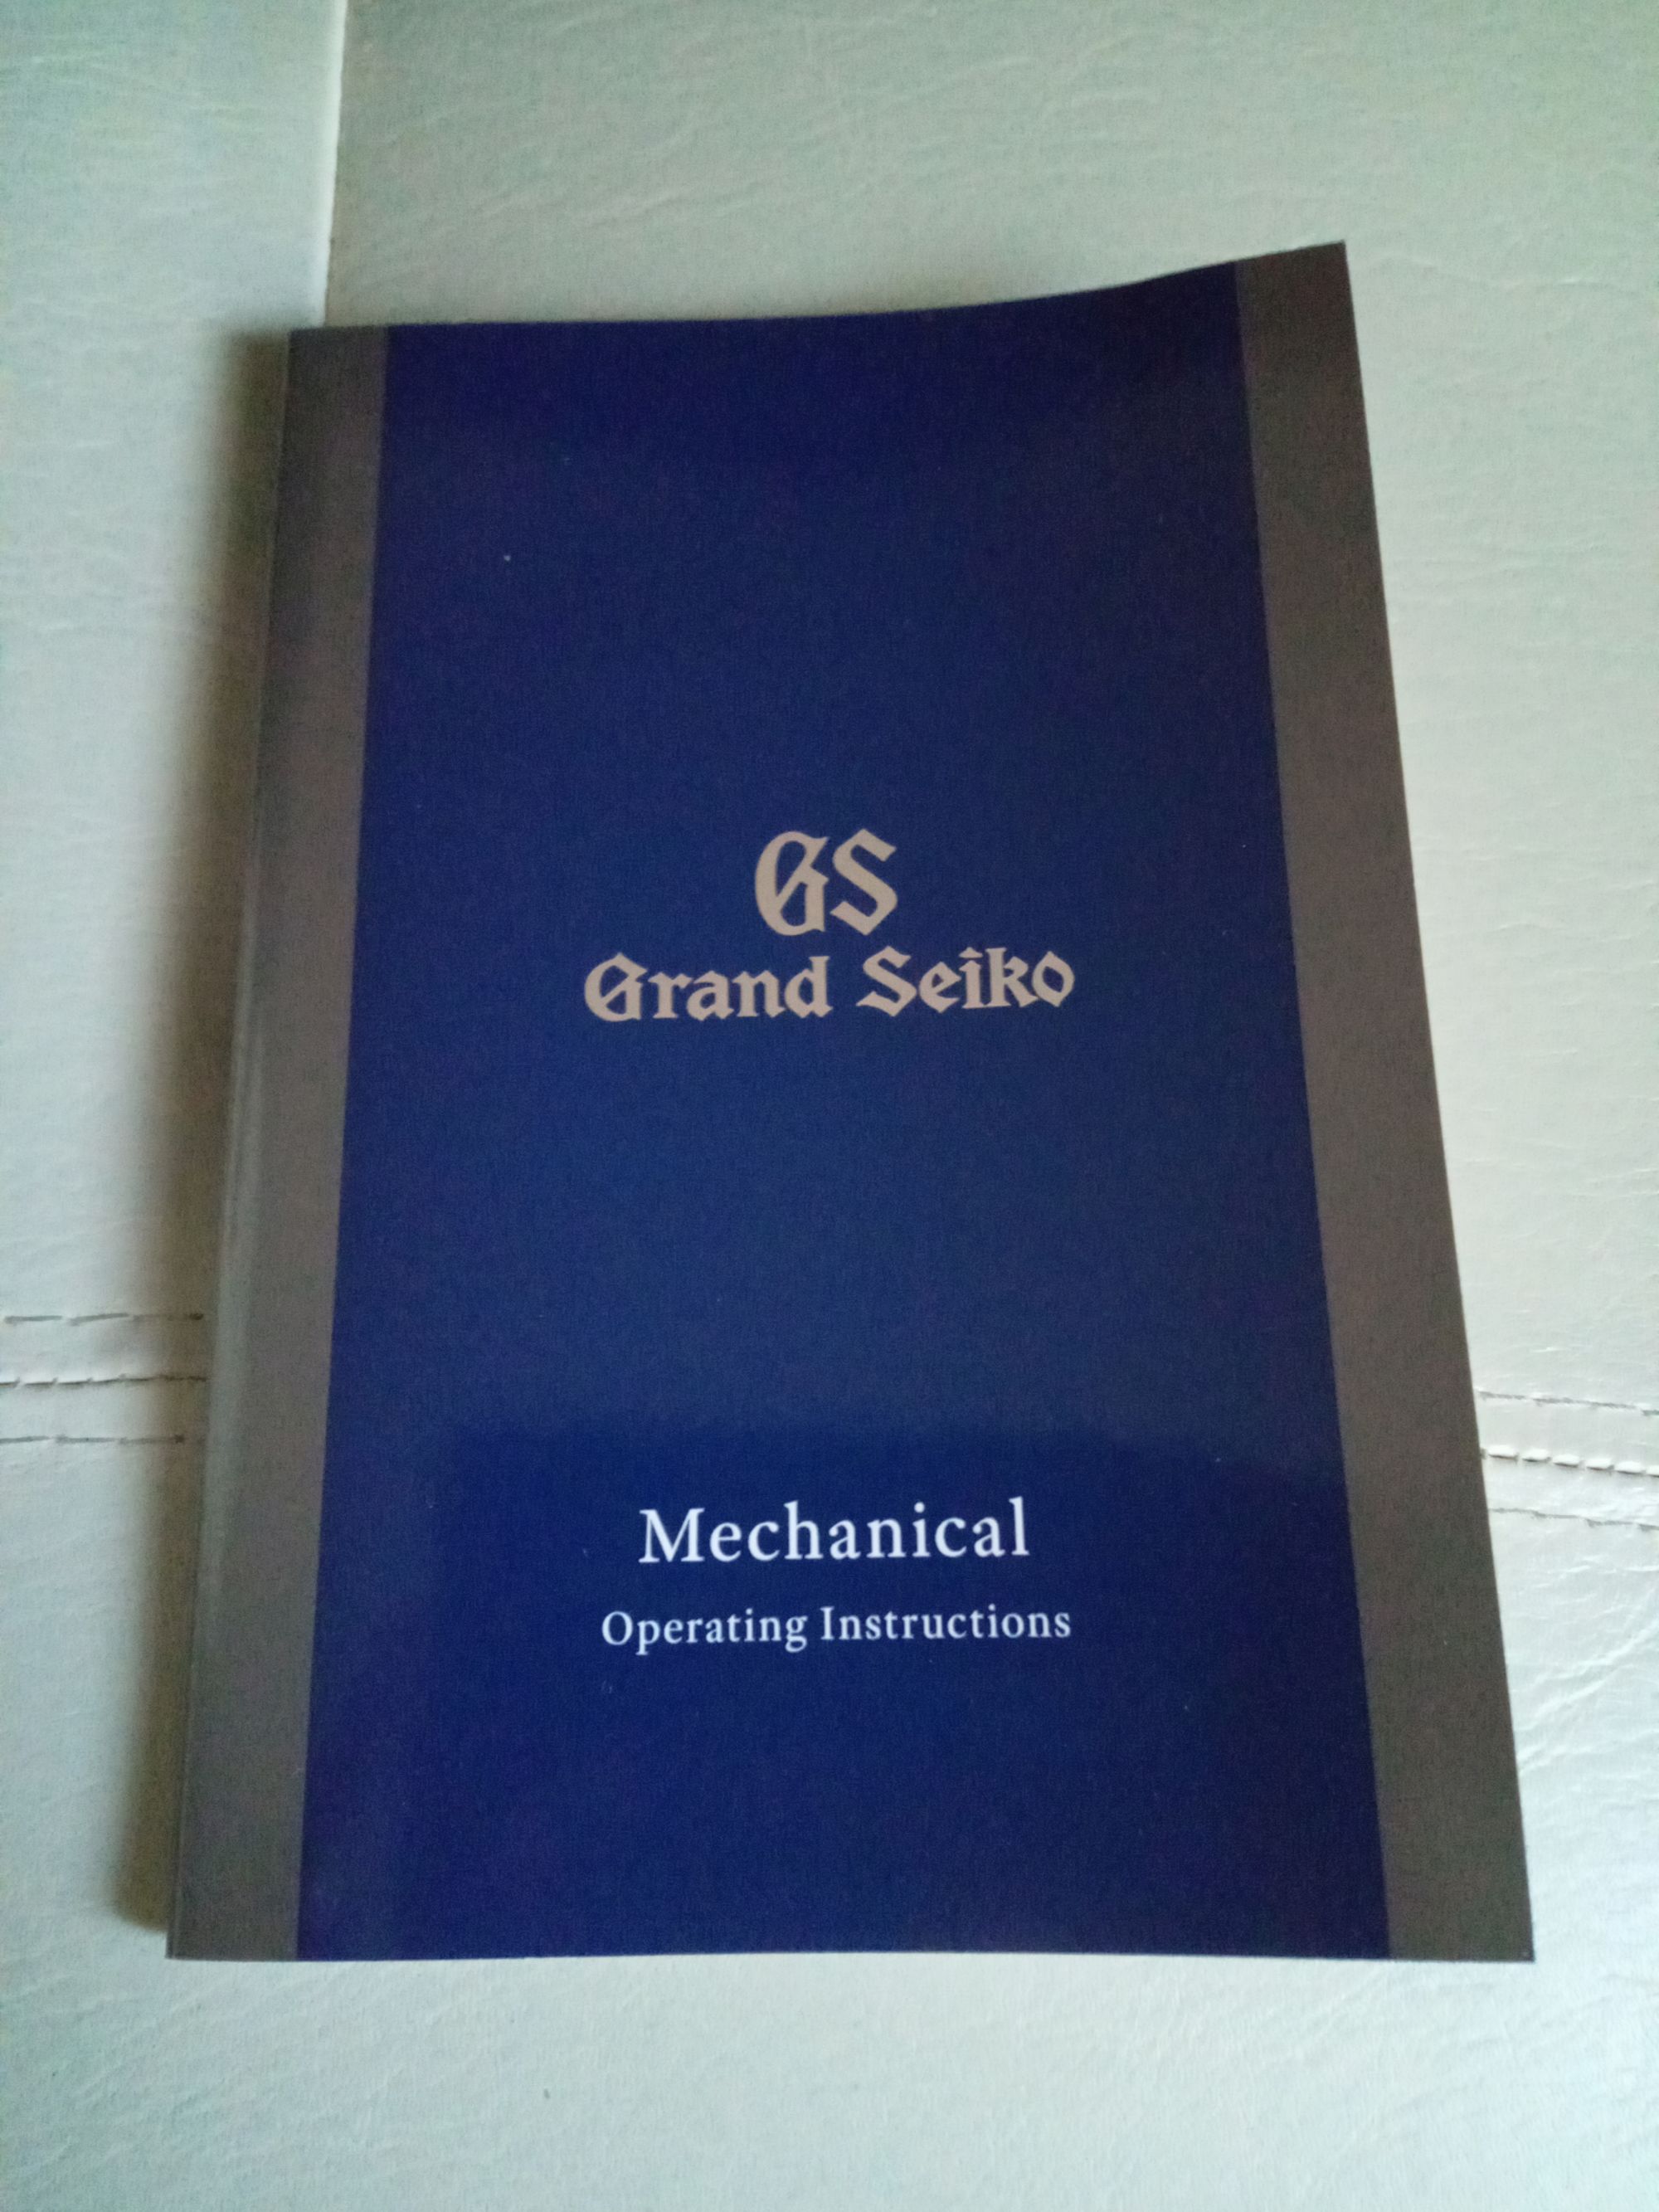 GS
Grand Seiko
Mechanical
Operating Instructions